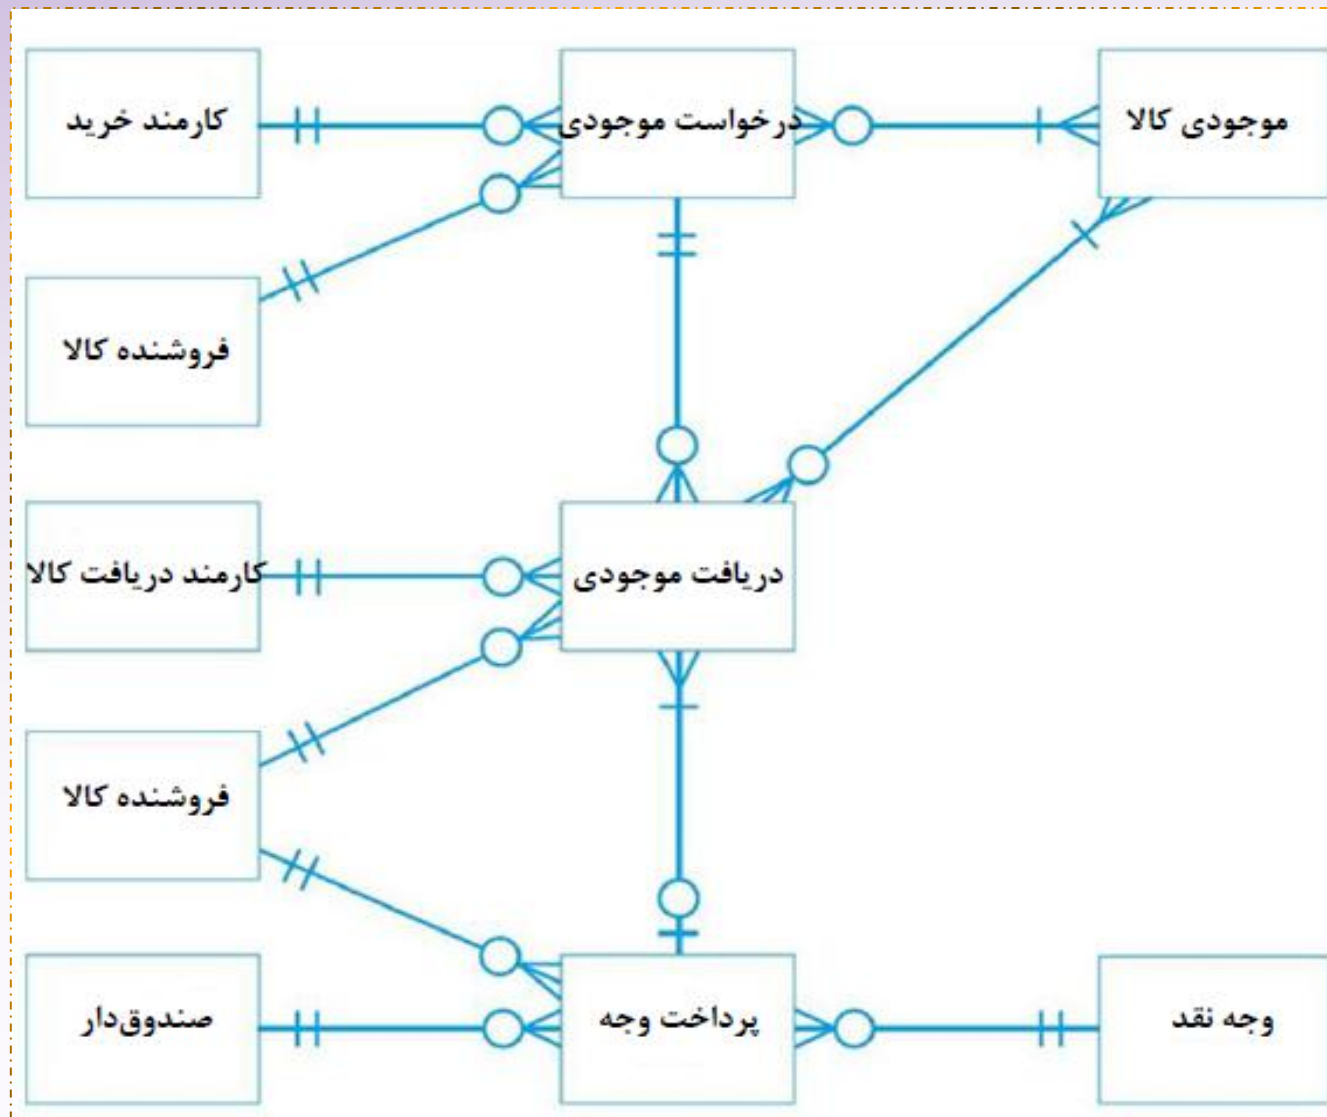 کارمند خرید
درخواست موجودی
موجودی کالا
فروشنده کالا
کارمند دریافت کالا
دریافت موجودی
فروشنده کالا
صندوق‌دار
پرداخت وجه
وجه نقد